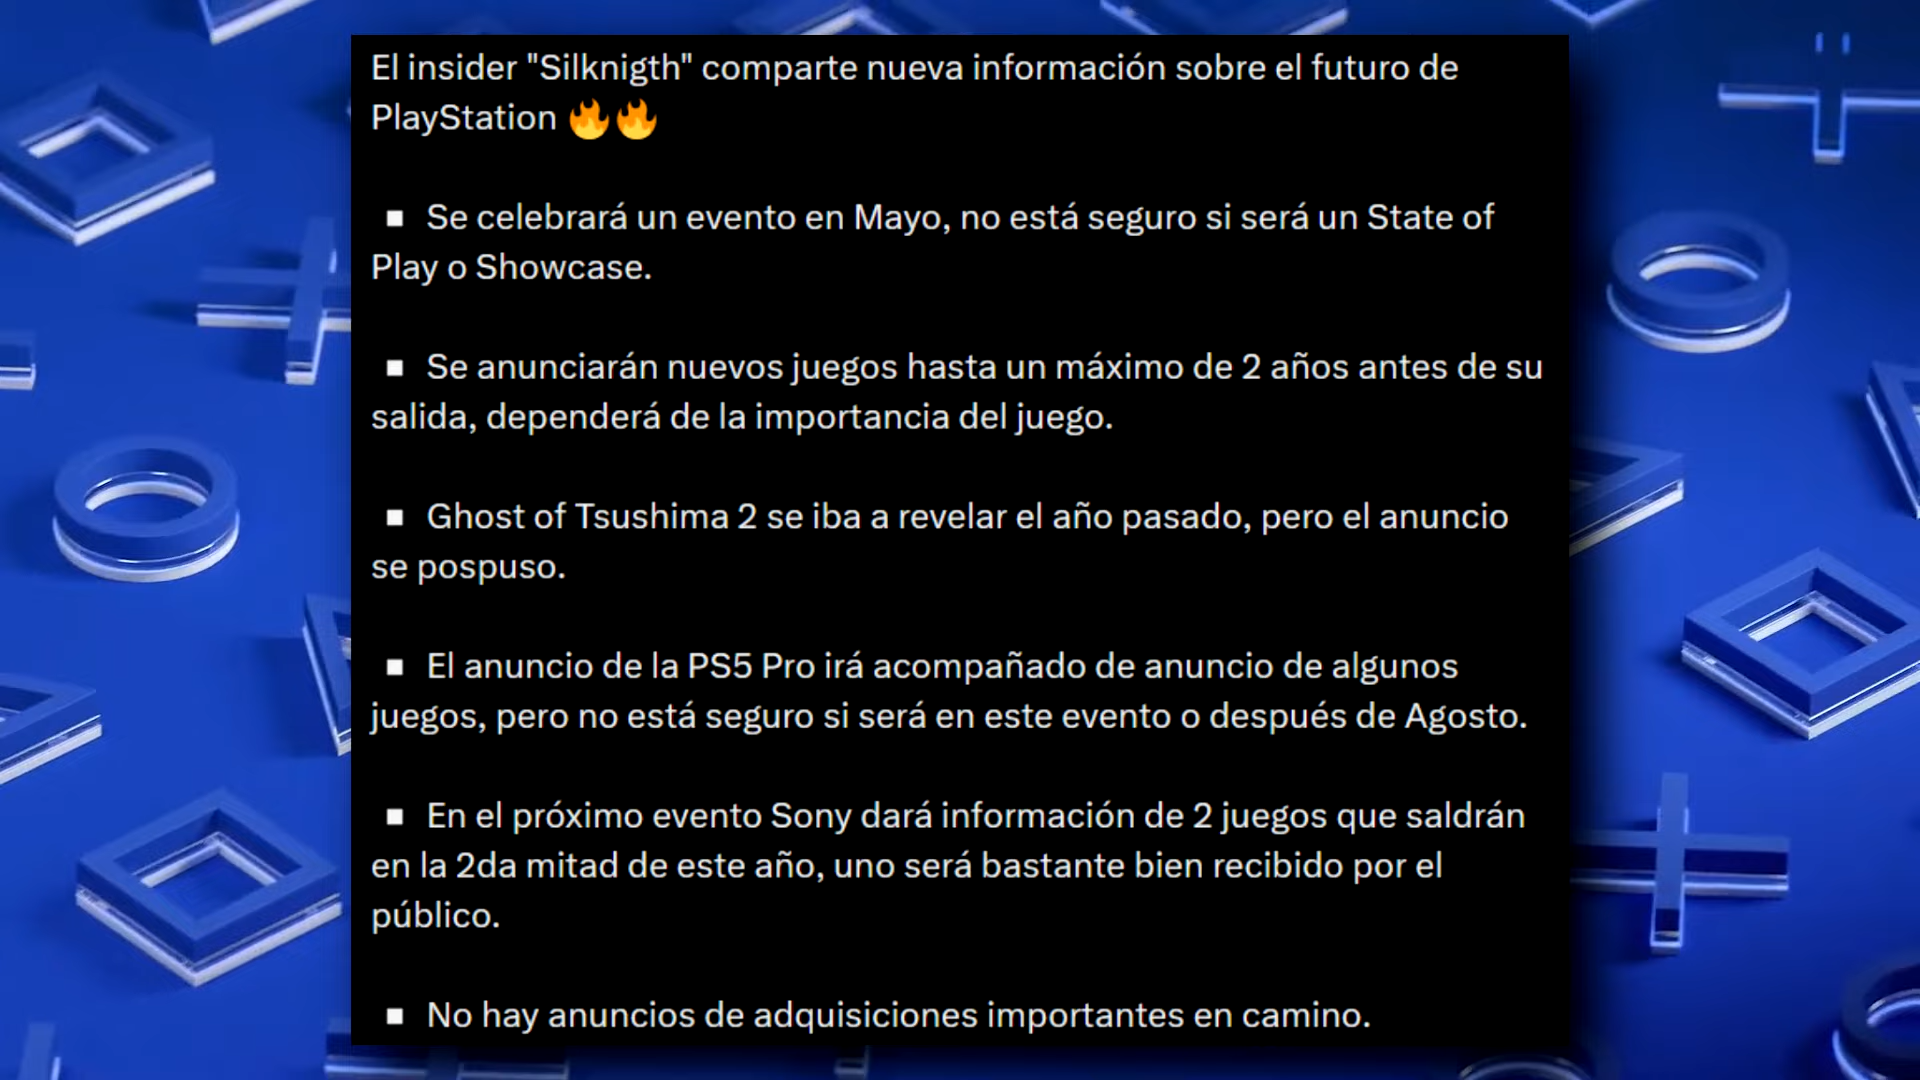 El insider "Silknigth" comparte nueva información sobre el futuro de
PlayStation 🔥🔥
▪ Se celebrará un evento en Mayo, no está seguro si será un State of
Play o Showcase.
▪ Se anunciarán nuevos juegos hasta un máximo de 2 años antes de su
salida, dependerá de la importancia del juego.
▪ Ghost of Tsushima 2 se iba a revelar el año pasado, pero el anuncio
se pospuso.
▪ El anuncio de la PS5 Pro irá acompañado de anuncio de algunos
juegos, pero no está seguro si será en este evento o después de Agosto.
▪ En el próximo evento Sony dará información de 2 juegos que saldrán
en la 2da mitad de este año, uno será bastante bien recibido por el
público.
▪ No hay anuncios de adquisiciones importantes en camino.